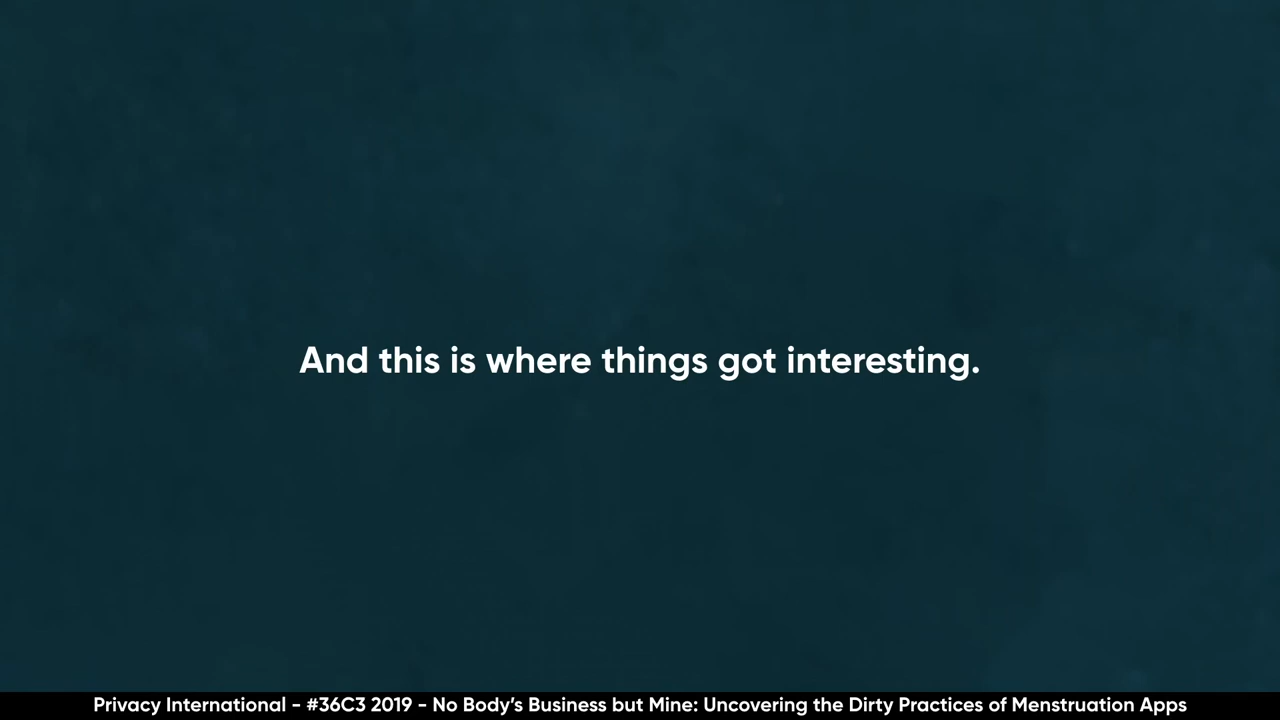 And this is where things got interesting.
Privacy International - #36C3 2019 - No Body's Business but Mine: Uncovering the Dirty Practices of Menstruation Apps